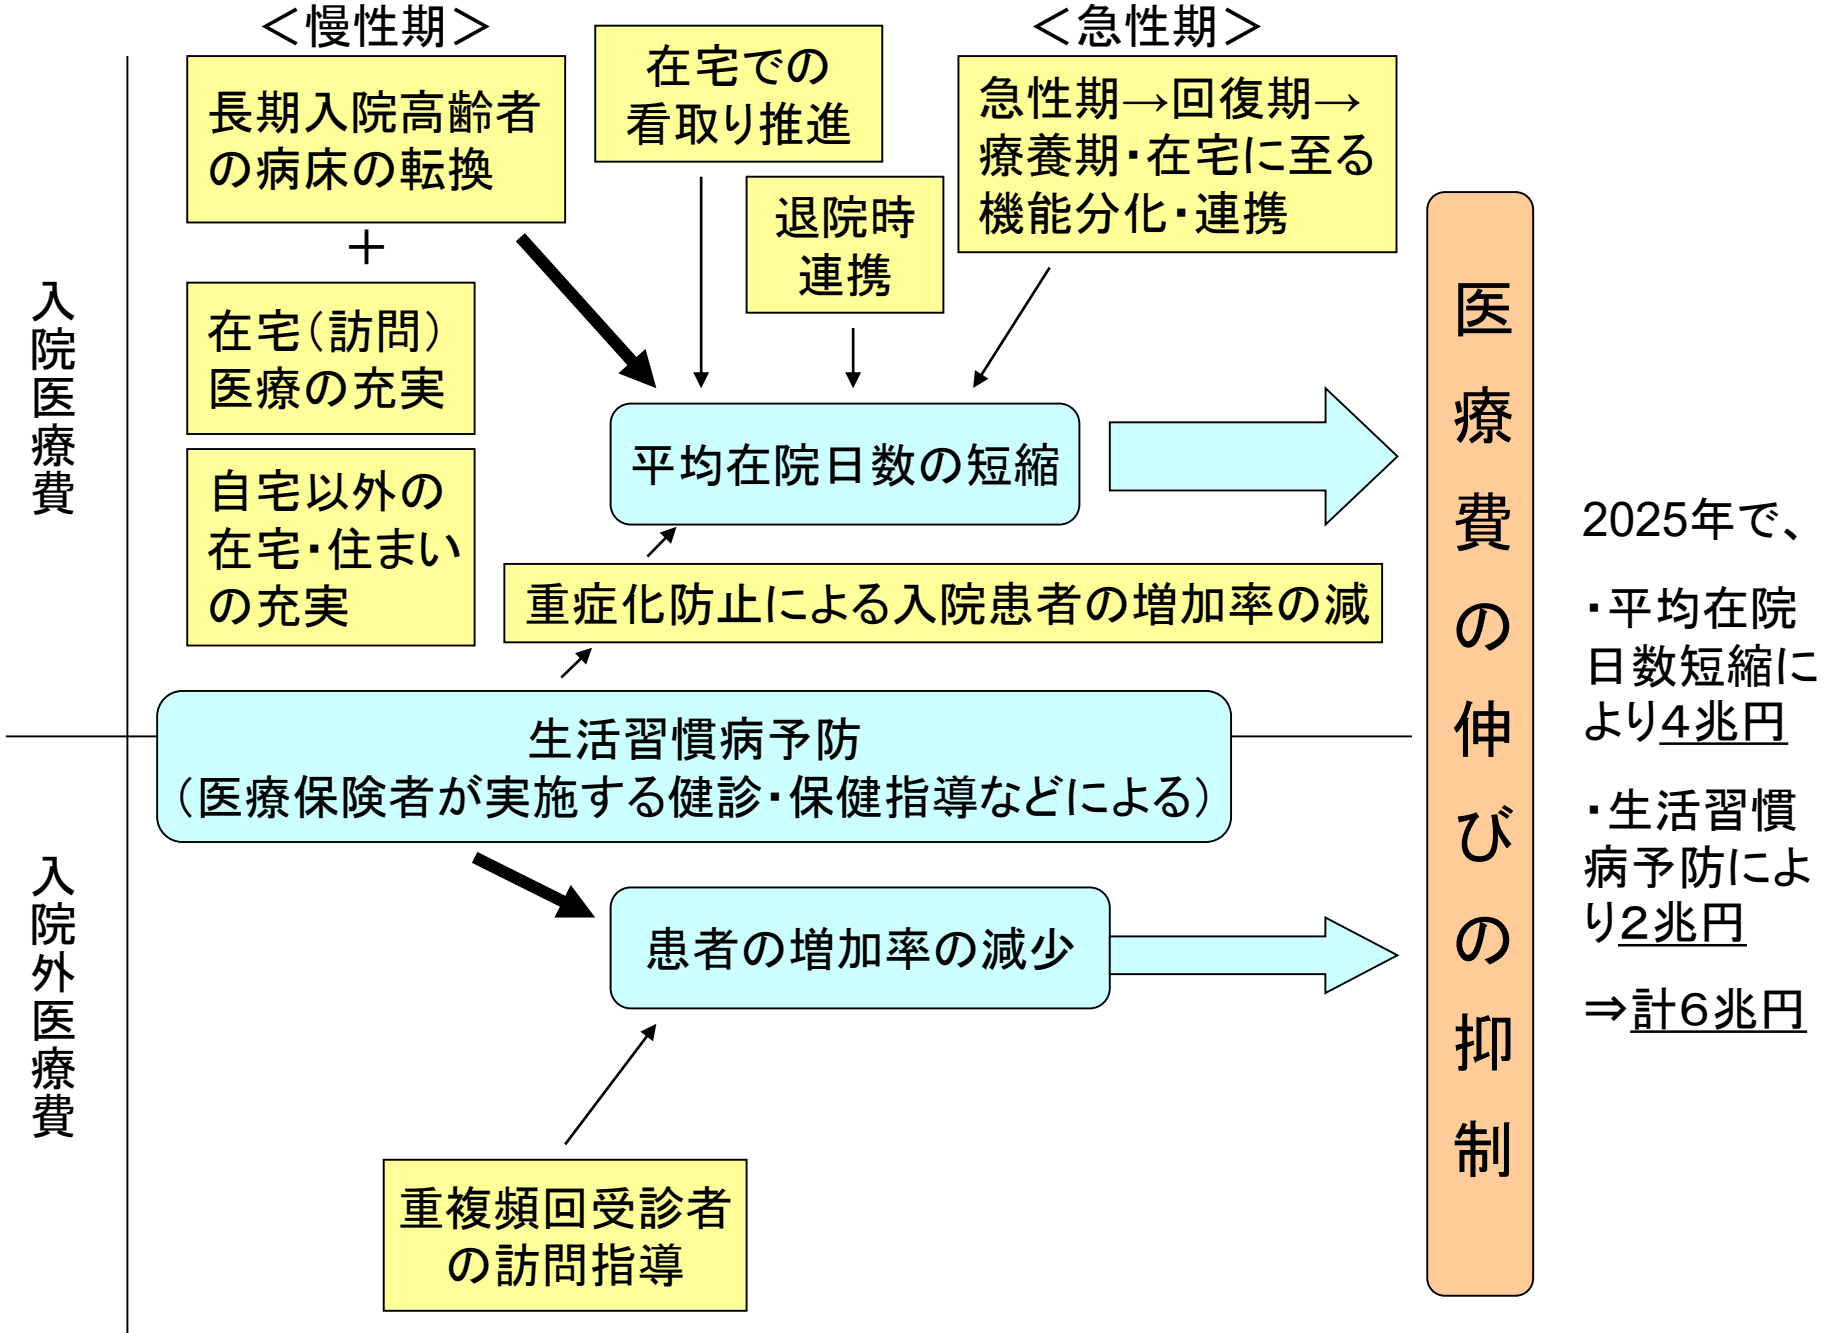 ＜慢性期＞
＜急性期＞
長期入院高齢者
の病床の転換
＋
在宅（訪問）
医療の充実
自宅以外の
在宅・住まい
の充実
在宅での
看取り推進
退院時
連携
急性期→回復期→
療養期・在宅に至る
機能分化・連携
入院医療費
平均在院日数の短縮
重症化防止による入院患者の増加率の減
生活習慣病予防
（医療保険者が実施する健診・保健指導などによる）
入院外医療費
患者の増加率の減少
重複頻回受診者
の訪問指導
医療費の伸びの抑制
2025年で、
・平均在院
日数短縮に
より４兆円
・生活習慣
病予防によ
り２兆円
⇒計６兆円